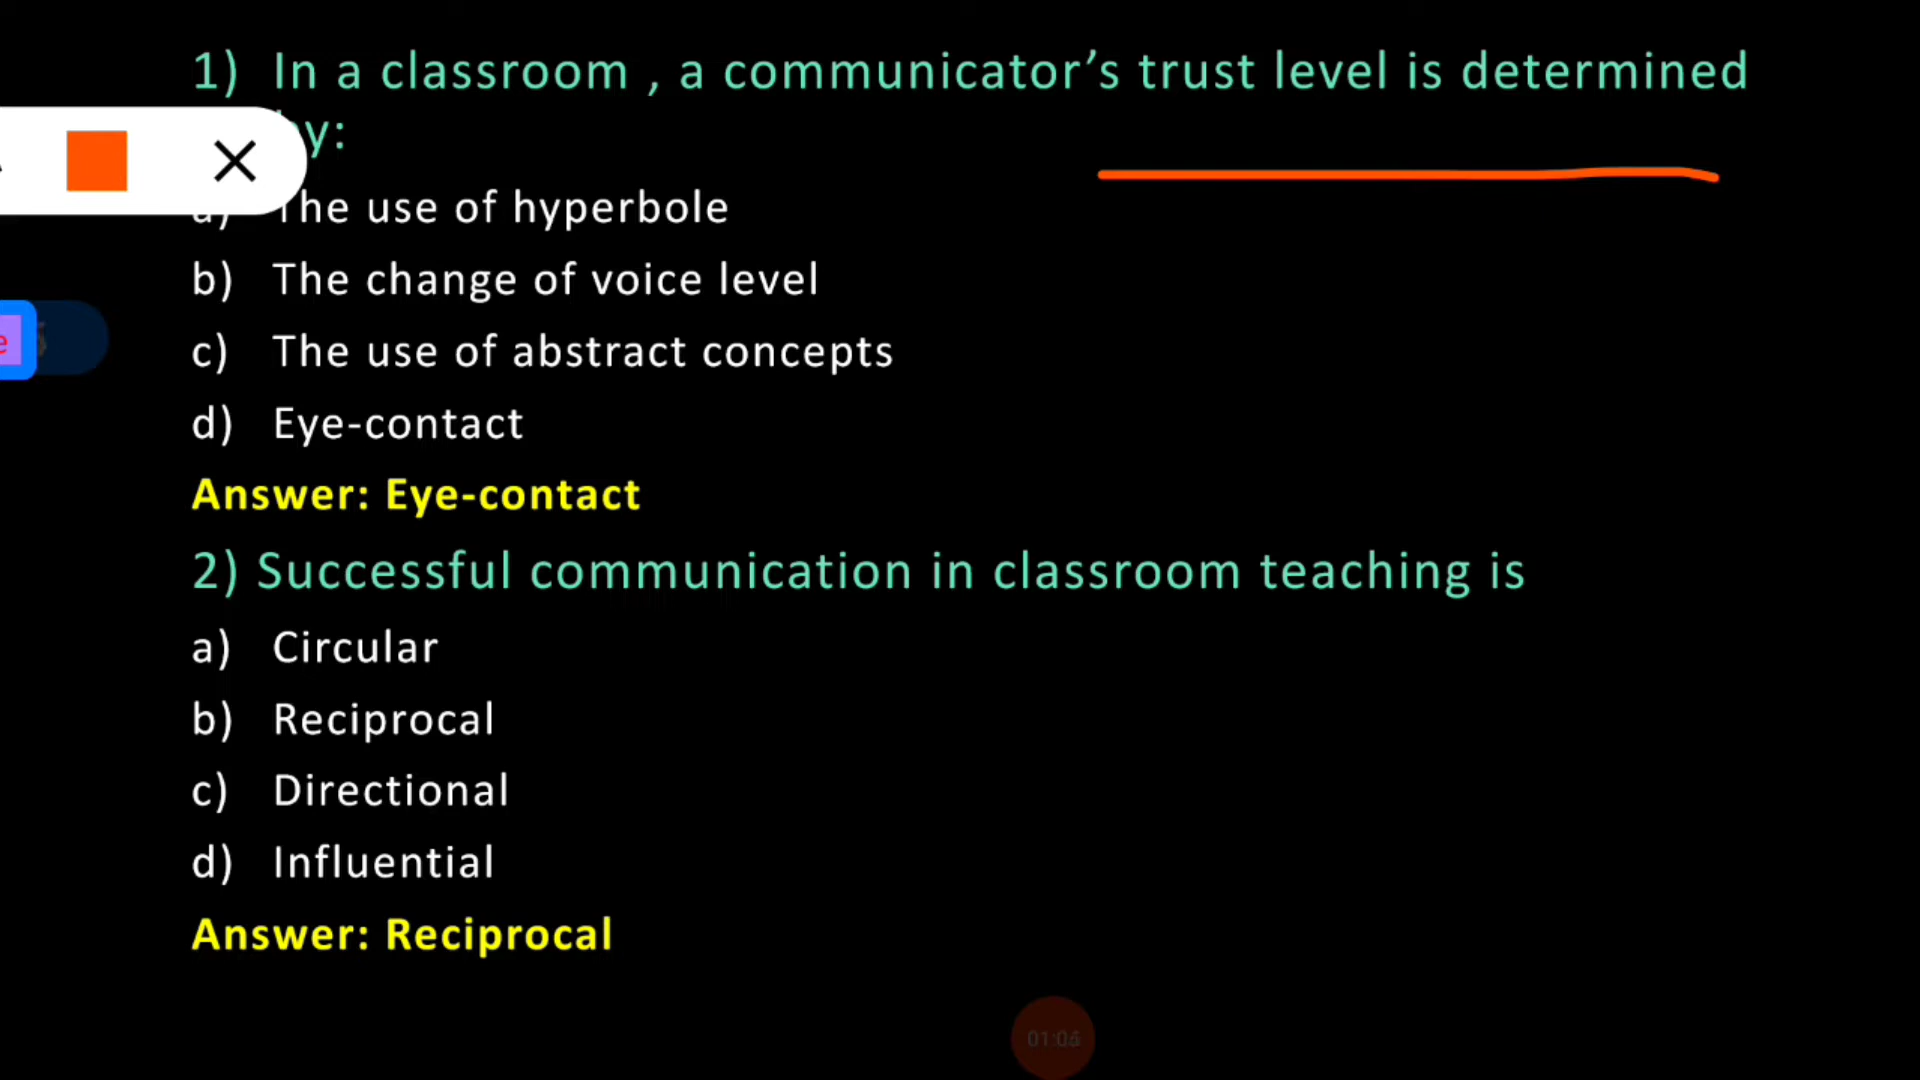 1) In a classroom , a communicator's trust level is determined
by:
a) The use of hyperbole
b) The change of voice level
c) The use of abstract concepts
d) Eye-contact
Answer: Eye-contact
2) Successful communication in classroom teaching is
a) Circular
b) Reciprocal
c) Directional
d) Influential
Answer: Reciprocal